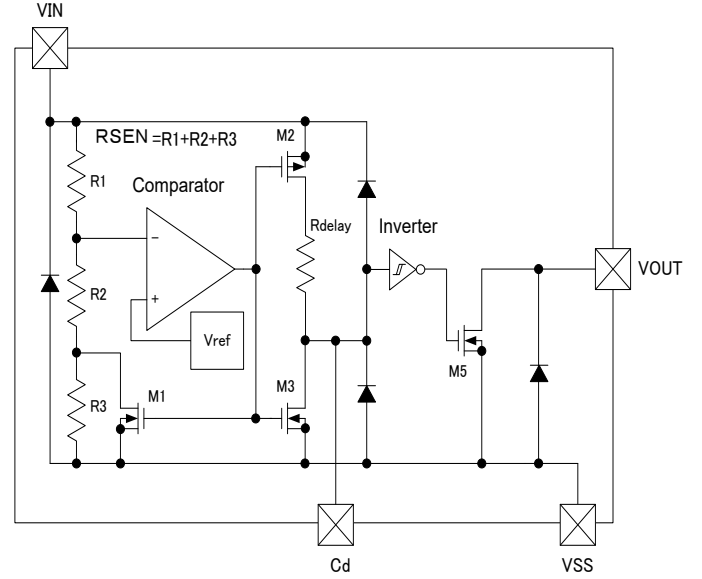 VIN
RSEN =R1+R2+R3
M2
R1
Comparator
Rdelay
Inverter
−
VOUT
R2
+
Vref
M5
M1
M3
R3
Cd
VSS